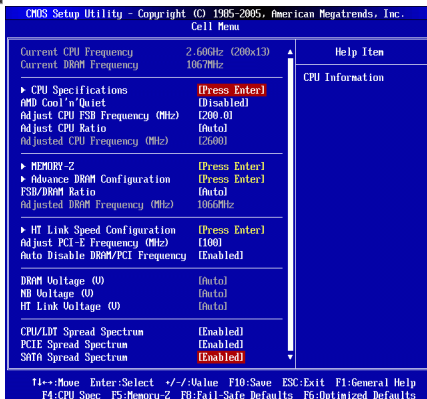 CMOS Setup Utility - Copyright (C) 1985-2005, American Megatrends, Inc.
Cell Menu
Current CPU Frequency 2.60GHz (200x13)
Current DRAM Frequency 1067MHz
Help Item
CPU Information
► CPU Specifications [Press Enter]
AMD Cool'n'Quiet [Disabled]
Adjust CPU FSB Frequency (MHz) [200.0]
Adjust CPU Ratio [Auto]
Adjusted CPU Frequency (MHz) [2600]
► MEMORY-Z [Press Enter]
► Advance DRAM Configuration [Press Enter]
FSB/DRAM Ratio [Auto]
Adjusted DRAM Frequency (MHz) 1066MHz
► HT Link Speed Configuration [Press Enter]
Adjust PCI-E Frequency (MHz) [100]
Auto Disable DRAM/PCI Frequency [Enabled]
DRAM Voltage (V) [Auto]
NB Voltage (V) [Auto]
HT Link Voltage (V) [Auto]
CPU/LDT Spread Spectrum [Enabled]
PCIE Spread Spectrum [Enabled]
SATA Spread Spectrum [Enabled]
↑↓←→:Move Enter:Select +/-/:Value F10:Save ESC:Exit F1:General Help
F4:CPU Spec F5:Memory-Z F8:Fail-Safe Defaults F6:Optimized Defaults